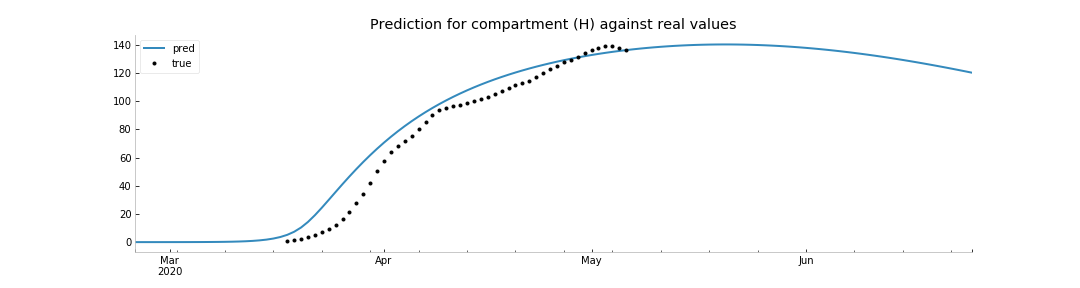 Prediction for compartment (H) against real values
pred
true
140
120
100
80
60
40
20
0
Mar
2020
Apr
May
Jun